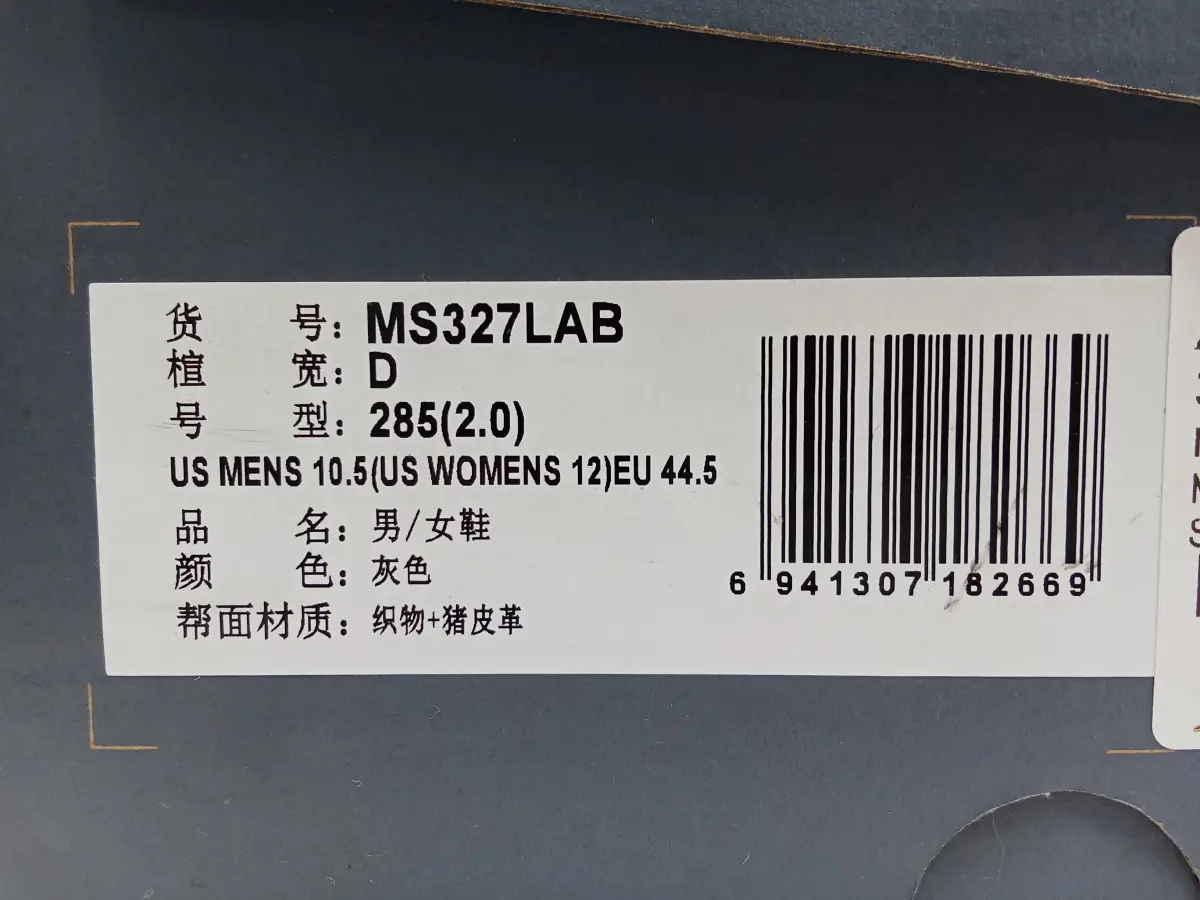 货 号：MS327LAB
楦 宽：D
号 型：285(2.0)
US MENS 10.5(US WOMENS 12)EU 44.5
品 名：男/女鞋
颜 色：灰色
帮面材质：织物+猪皮革
6 941307 182669